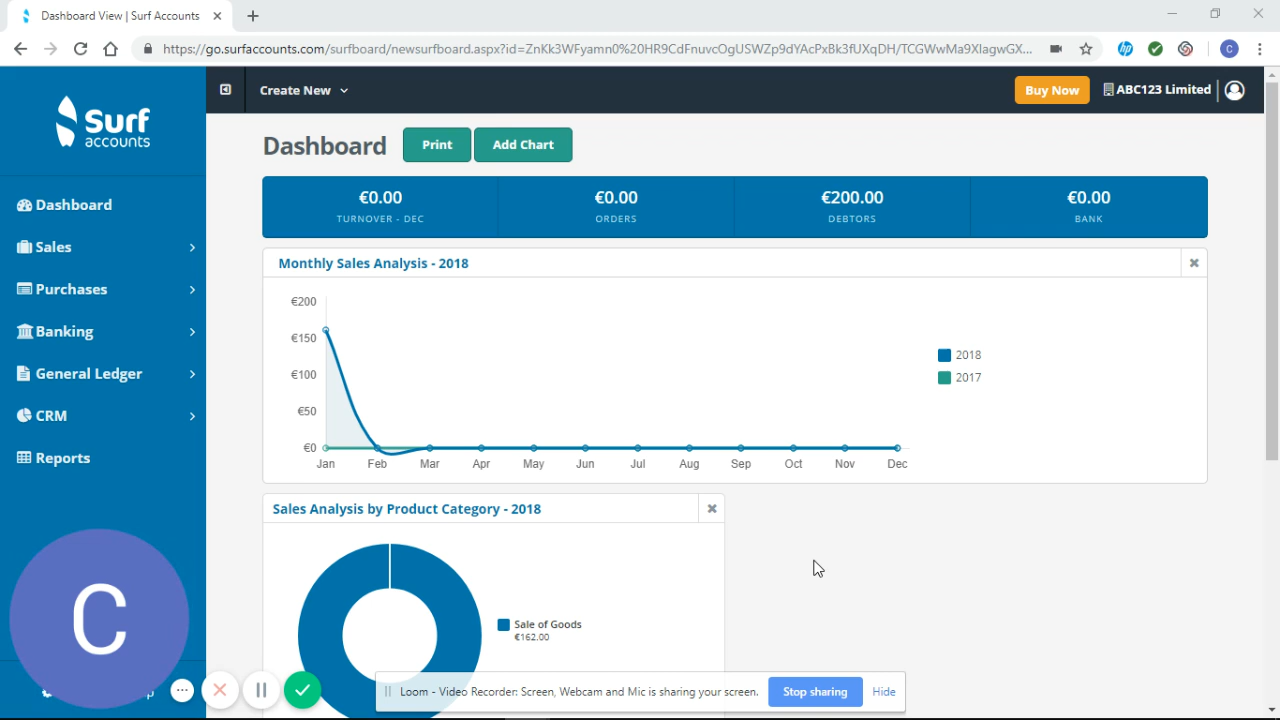 Dashboard View | Surf Accounts
https://go.surfaccounts.com/surfboard/newsurfboard.aspx?id=ZnKk3WFyamn0%20HR9CdFnuvcOgUSWZp9dYAcPxBk3fUXqDH/TCGWwMa9XlagwGX...
hp
C
Surf
accounts
Create New
Buy Now
ABC123 Limited
Dashboard
Sales
Purchases
Banking
General Ledger
CRM
Reports
Dashboard
Print
Add Chart
€0.00
TURNOVER - DEC
€0.00
ORDERS
€200.00
DEBTORS
€0.00
BANK
Monthly Sales Analysis - 2018
€200
€150
€100
€50
€0
Jan Feb Mar Apr May Jun Jul Aug Sep Oct Nov Dec
2018
2017
Sales Analysis by Product Category - 2018
Sale of Goods
€162.00
C
Loom - Video Recorder: Screen, Webcam and Mic is sharing your screen.
Stop sharing
Hide